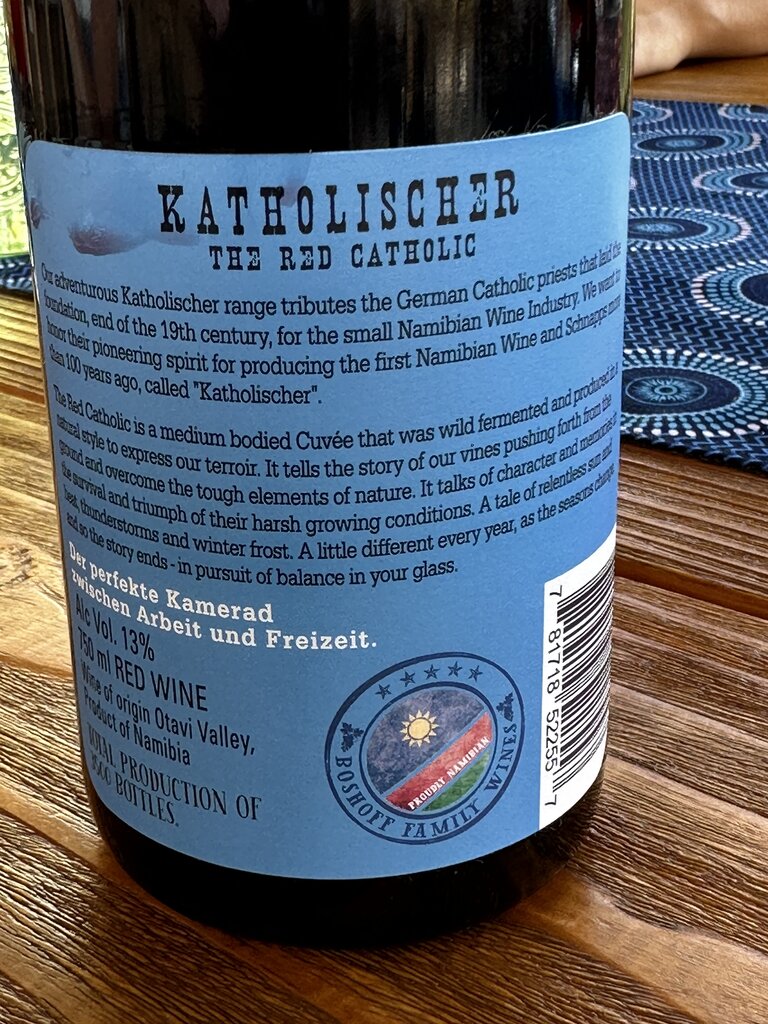 KATHOLISCHER
THE RED CATHOLIC
Our adventurous Katholischer range tributes the German Catholic priests that laid the
foundation, end of the 19th century, for the small Namibian Wine Industry. We want to
honor their pioneering spirit for producing the first Namibian Wine and Schnapps more
than 100 years ago, called "Katholischer".
The Red Catholic is a medium bodied Cuvée that was wild fermented and produced in a
natural style to express our terroir. It tells the story of our vines pushing forth from the
ground and overcome the tough elements of nature. It talks of character and memories of
the survival and triumph of their harsh growing conditions. A tale of relentless sun and
heat, thunderstorms and winter frost. A little different every year, as the seasons change,
and so the story ends - in pursuit of balance in your glass.
Der perfekte Kamerad
zwischen Arbeit und Freizeit.
Alc Vol. 13%
750 ml RED WINE
Wine of origin Otavi Valley,
Product of Namibia
TOTAL PRODUCTION OF
BOTTLES.
PROUDLY NAMIBIAN
BOSHOFF FAMILY WINES
7 81718 52255 7